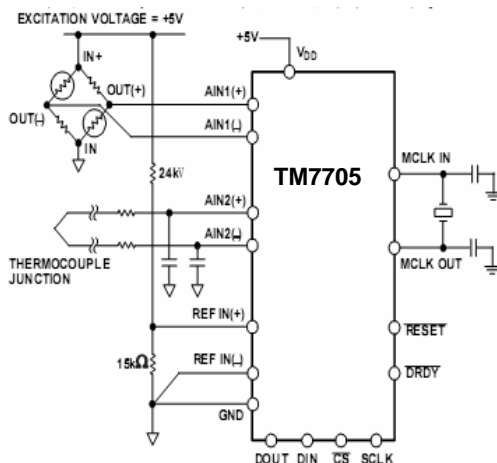 EXCITATION VOLTAGE = +5V
+5V
VDD
IN+
OUT(+)
AIN1(+)
OUT(-)
AIN1(-)
IN
TM7705
MCLK IN
24k
AIN2(+)
AIN2(-)
THERMOCOUPLE
JUNCTION
MCLK OUT
REF IN(+)
RESET
15kΩ
REF IN(-)
DRDY
GND
DOUT DIN CS SCLK